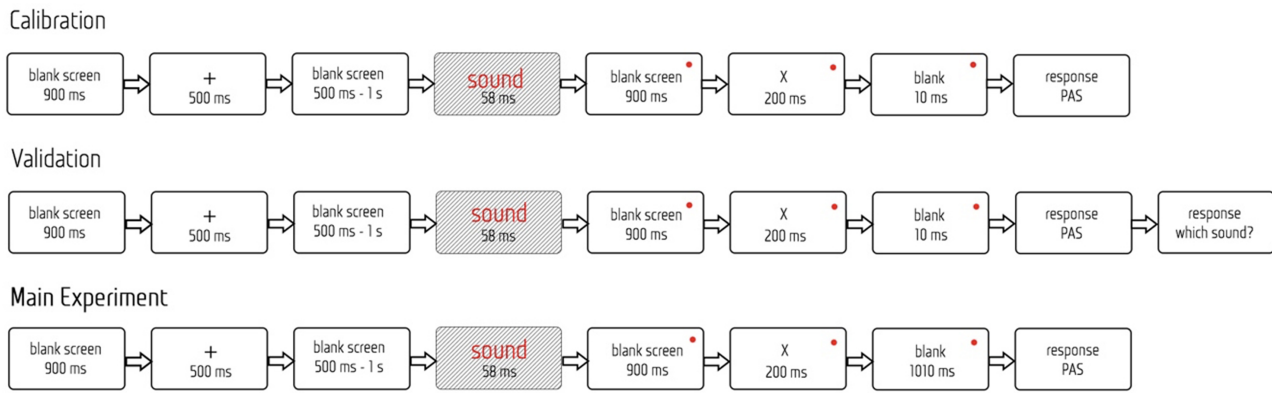 Calibration
blank screen
900 ms
+
500 ms
blank screen
500 ms - 1 s
sound
58 ms
blank screen
900 ms
X
200 ms
blank
10 ms
response
PAS
Validation
blank screen
900 ms
+
500 ms
blank screen
500 ms - 1 s
sound
58 ms
blank screen
900 ms
X
200 ms
blank
10 ms
response
PAS
response
which sound?
Main Experiment
blank screen
900 ms
+
500 ms
blank screen
500 ms - 1 s
sound
58 ms
blank screen
900 ms
X
200 ms
blank
1010 ms
response
PAS